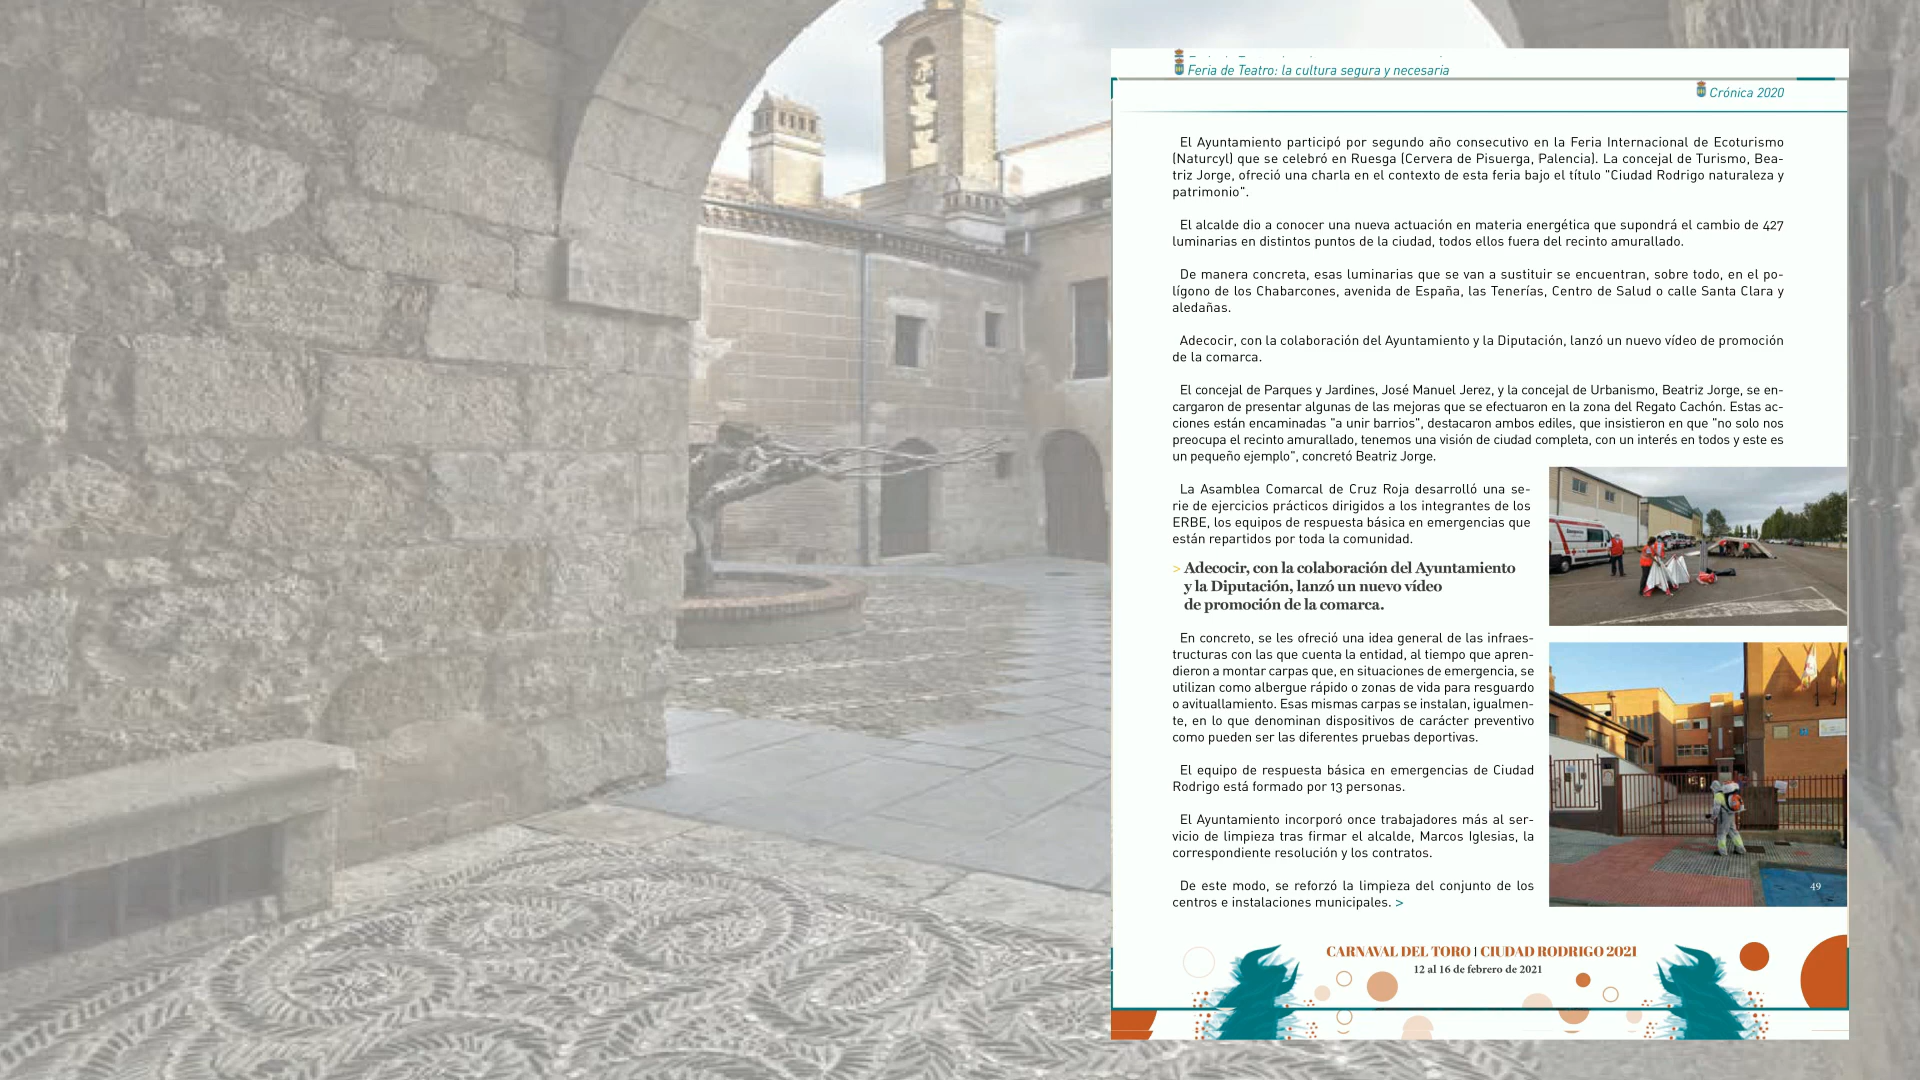 Feria de Teatro: la cultura segura y necesaria
Crónica 2020
El Ayuntamiento participó por segundo año consecutivo en la Feria Internacional de Ecoturismo
(Naturcyl) que se celebró en Ruesga (Cervera de Pisuerga, Palencia). La concejal de Turismo, Bea-
triz Jorge, ofreció una charla en el contexto de esta feria bajo el título "Ciudad Rodrigo naturaleza y
patrimonio".
El alcalde dio a conocer una nueva actuación en materia energética que supondrá el cambio de 427
luminarias en distintos puntos de la ciudad, todos ellos fuera del recinto amurallado.
De manera concreta, esas luminarias que se van a sustituir se encuentran, sobre todo, en el po-
lígono de los Chabarcones, avenida de España, las Tenerías, Centro de Salud o calle Santa Clara y
aledañas.
Adecocir, con la colaboración del Ayuntamiento y la Diputación, lanzó un nuevo vídeo de promoción
de la comarca.
El concejal de Parques y Jardines, José Manuel Jerez, y la concejal de Urbanismo, Beatriz Jorge, se en-
cargaron de presentar algunas de las mejoras que se efectuaron en la zona del Regato Cachón. Estas ac-
ciones están encaminadas "a unir barrios", destacaron ambos ediles, que insistieron en que "no solo nos
preocupa el recinto amurallado, tenemos una visión de ciudad completa, con un interés en todos y este es
un pequeño ejemplo", concretó Beatriz Jorge.
La Asamblea Comarcal de Cruz Roja desarrolló una se-
rie de ejercicios prácticos dirigidos a los integrantes de los
ERBE, los equipos de respuesta básica en emergencias que
están repartidos por toda la comunidad.
> Adecocir, con la colaboración del Ayuntamiento
y la Diputación, lanzó un nuevo vídeo
de promoción de la comarca.
En concreto, se les ofreció una idea general de las infraes-
tructuras con las que cuenta la entidad, al tiempo que apren-
dieron a montar carpas que, en situaciones de emergencia, se
utilizan como albergue rápido o zonas de vida para resguardo
o avituallamiento. Esas mismas carpas se instalan, igualmen-
te, en lo que denominan dispositivos de carácter preventivo
como pueden ser las diferentes pruebas deportivas.
El equipo de respuesta básica en emergencias de Ciudad
Rodrigo está formado por 13 personas.
El Ayuntamiento incorporó once trabajadores más al ser-
vicio de limpieza tras firmar el alcalde, Marcos Iglesias, la
correspondiente resolución y los contratos.
De este modo, se reforzó la limpieza del conjunto de los
centros e instalaciones municipales. >
49
CARNAVAL DEL TORO | CIUDAD RODRIGO 2021
12 al 16 de febrero de 2021